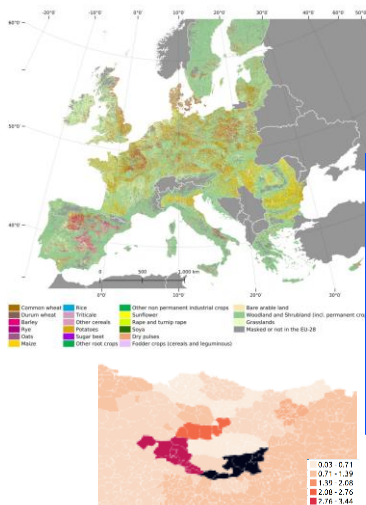 60°
10°
0°
10°
20°
30°
40°
50°
60°
50°
40°
0 500 1,000 km
10°
0°
10°
20°
30°
Common wheat
Durum wheat
Barley
Rye
Oats
Maize
Rice
Triticale
Other cereals
Potatoes
Sugar beet
Other root crops
Other non permanent industrial crops
Sunflower
Rape and turnip rape
Soya
Dry pulses
Fodder crops (cereals and leguminous)
Bare arable land
Woodland and Shrubland (incl. permanent crop
Grasslands
Masked or not in the EU-28
0.03 - 0.71
0.71 - 1.39
1.39 - 2.08
2.08 - 2.76
2.76 - 3.44